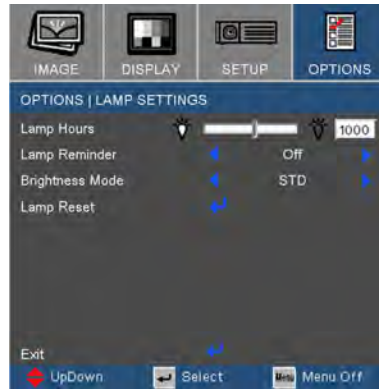 IMAGE DISPLAY SETUP OPTIONS
OPTIONS | LAMP SETTINGS
Lamp Hours 1000
Lamp Reminder Off
Brightness Mode STD
Lamp Reset
Exit
UpDown Select Menu Menu Off